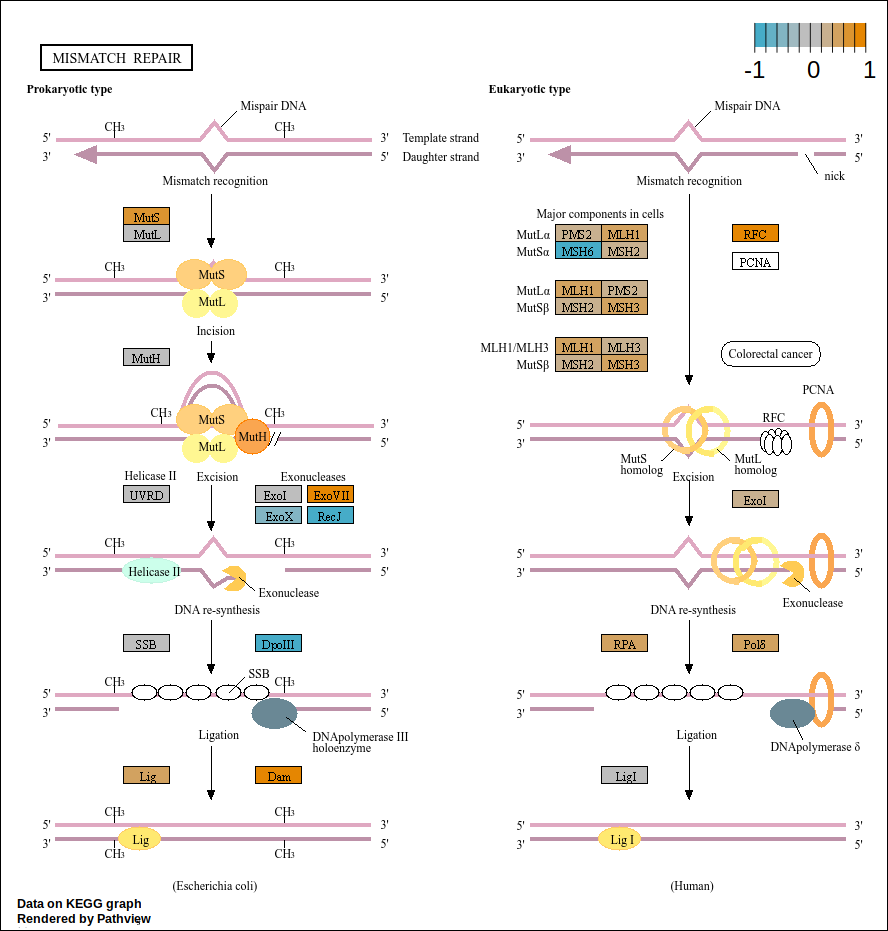 -1 0 1
MISMATCH REPAIR
Prokaryotic type
Eukaryotic type
Mispair DNA
Mispair DNA
CH3
CH3
5'
3'
Template strand
5'
3'
3'
5'
Daughter strand
3'
5'
nick
Mismatch recognition
Mismatch recognition
MutS
MutL
Major components in cells
MutLα PMS2 MLH1
RFC
MutSα MSH6 MSH2
PCNA
CH3
CH3
5'
3'
MutS
3'
5'
MutL
MutLα MLH1 PMS2
MutSβ MSH2 MSH3
Incision
MutH
MLH1/MLH3 MLH1 MLH3
MutSβ MSH2 MSH3
Colorectal cancer
PCNA
CH3
CH3
RFC
5'
3'
MutS
5'
3'
3'
5'
MutH
MutL
3'
5'
MutS
homolog
MutL
homolog
Helicase II
Excision
Exonucleases
Excision
UVRD
ExoI
ExoVII
ExoX
RecJ
ExoI
CH3
CH3
5'
3'
5'
3'
3'
5'
Helicase II
3'
5'
Exonuclease
Exonuclease
DNA re-synthesis
DNA re-synthesis
SSB
DpoIII
RPA
Polδ
SSB
CH3
CH3
5'
3'
5'
3'
3'
5'
3'
5'
Ligation
DNApolymerase III
holoenzyme
Ligation
DNApolymerase δ
Lig
Dam
LigI
CH3
CH3
5'
3'
5'
3'
3'
5'
Lig
3'
5'
Lig I
CH3
CH3
(Escherichia coli)
(Human)
Data on KEGG graph
Rendered by Pathview